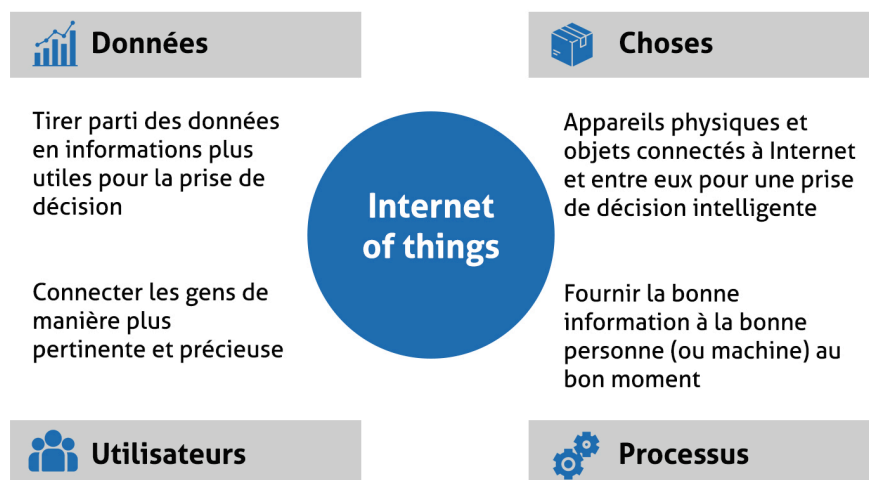 Données
Tirer parti des données
en informations plus
utiles pour la prise de
décision
Choses
Appareils physiques et
objets connectés à Internet
et entre eux pour une prise
de décision intelligente
Internet
of things
Connecter les gens de
manière plus
pertinente et précieuse
Utilisateurs
Fournir la bonne
information à la bonne
personne (ou machine) au
bon moment
Processus